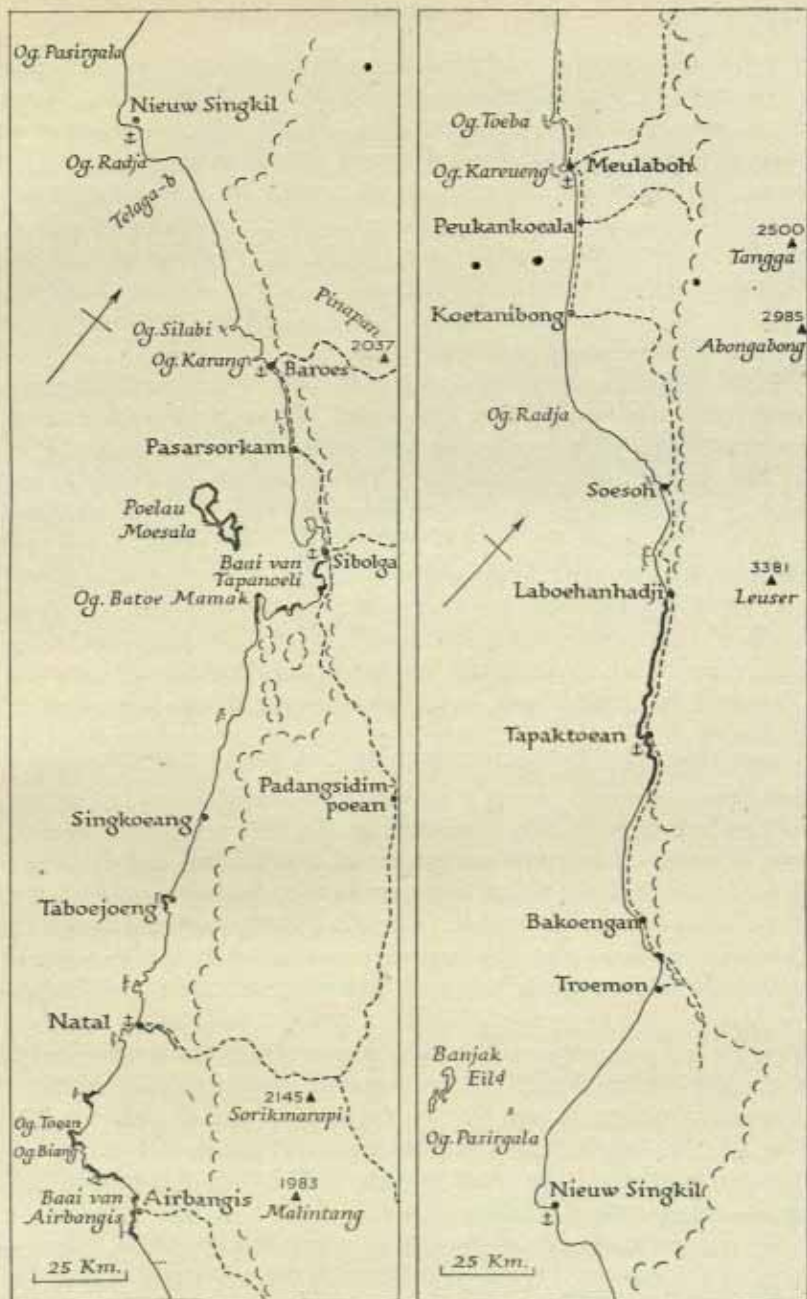 Og. Pasirgala
Nieuw Singkil
Og. Radja
Telaga-b
Pinapan
2037
Og. Silabi
Og. Karang
Baroes
Pasarsorkam
Poelau
Moesala
Baai van
Tapanoeli
Sibolga
Og. Batoe Mamak
Padangsidim-
poean
Singkoeang
Taboejoeng
Natal
2145
Sorikmarapi
Og. Toean
Og. Biang
1983
Malintang
Baai van
Airbangis
Airbangis
25 Km.
Og. Toeba
Meulaboh
Og. Kareueng
Peukankoeala
2500
Tangga
Koetanibong
2985
Abongabong
Og. Radja
Soesoh
3381
Leuser
Laboehanhadji
Tapaktoean
Bakoengan
Troemon
Banjak
Eild
Og. Pasirgala
Nieuw Singkil
25 Km.